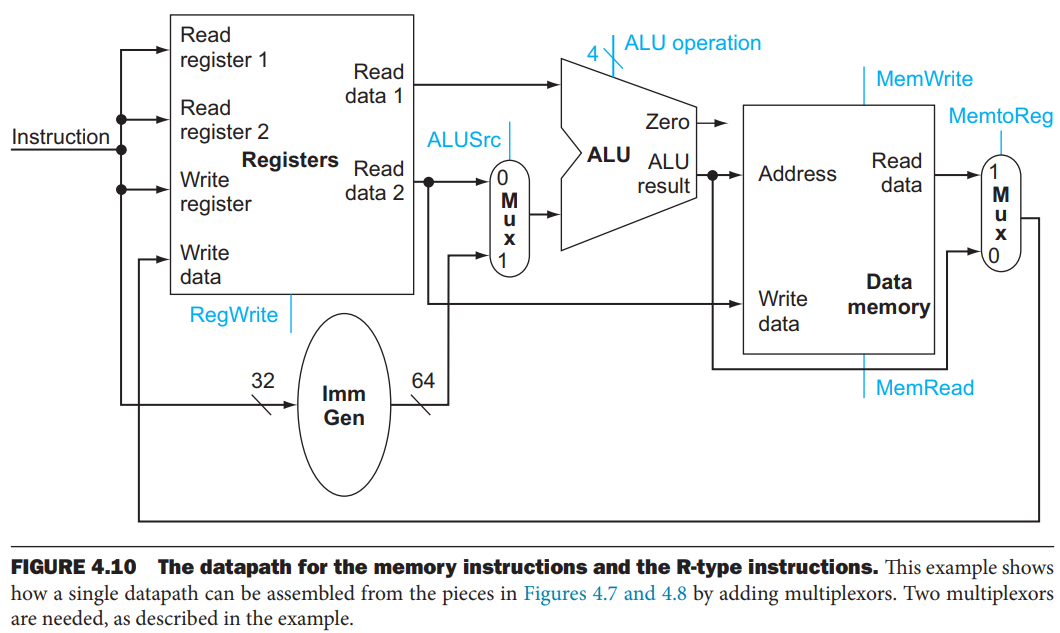 Instruction
Read
register 1
Read
register 2
Registers
Write
register
Write
data
Read
data 1
Read
data 2
RegWrite
ALUSrc
0
M
u
x
1
4
ALU operation
Zero
ALU
ALU
result
MemWrite
Address
Read
data
Write
data
Data
memory
MemRead
MemtoReg
1
M
u
x
0
32
Imm
Gen
64
FIGURE 4.10 The datapath for the memory instructions and the R-type instructions. This example shows
how a single datapath can be assembled from the pieces in Figures 4.7 and 4.8 by adding multiplexors. Two multiplexors
are needed, as described in the example.